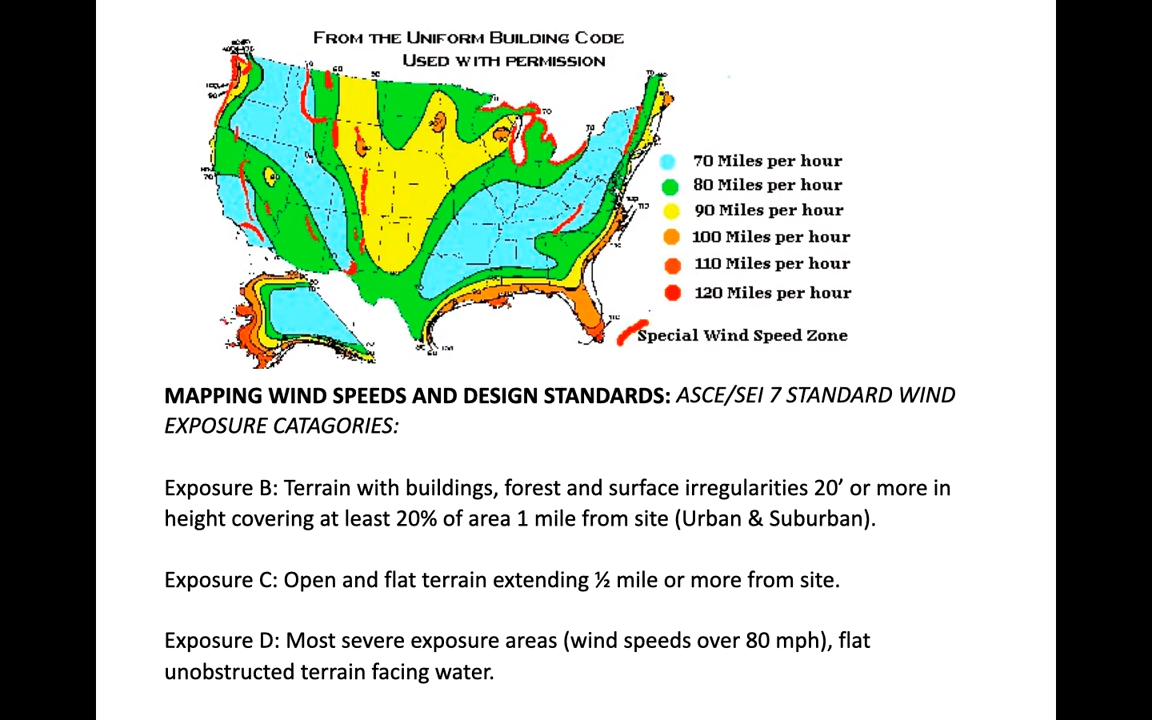 FROM THE UNIFORM BUILDING CODE
USED WITH PERMISSION
70 Miles per hour
80 Miles per hour
90 Miles per hour
100 Miles per hour
110 Miles per hour
120 Miles per hour
Special Wind Speed Zone
MAPPING WIND SPEEDS AND DESIGN STANDARDS: ASCE/SEI 7 STANDARD WIND
EXPOSURE CATAGORIES:
Exposure B: Terrain with buildings, forest and surface irregularities 20’ or more in
height covering at least 20% of area 1 mile from site (Urban & Suburban).
Exposure C: Open and flat terrain extending ½ mile or more from site.
Exposure D: Most severe exposure areas (wind speeds over 80 mph), flat
unobstructed terrain facing water.